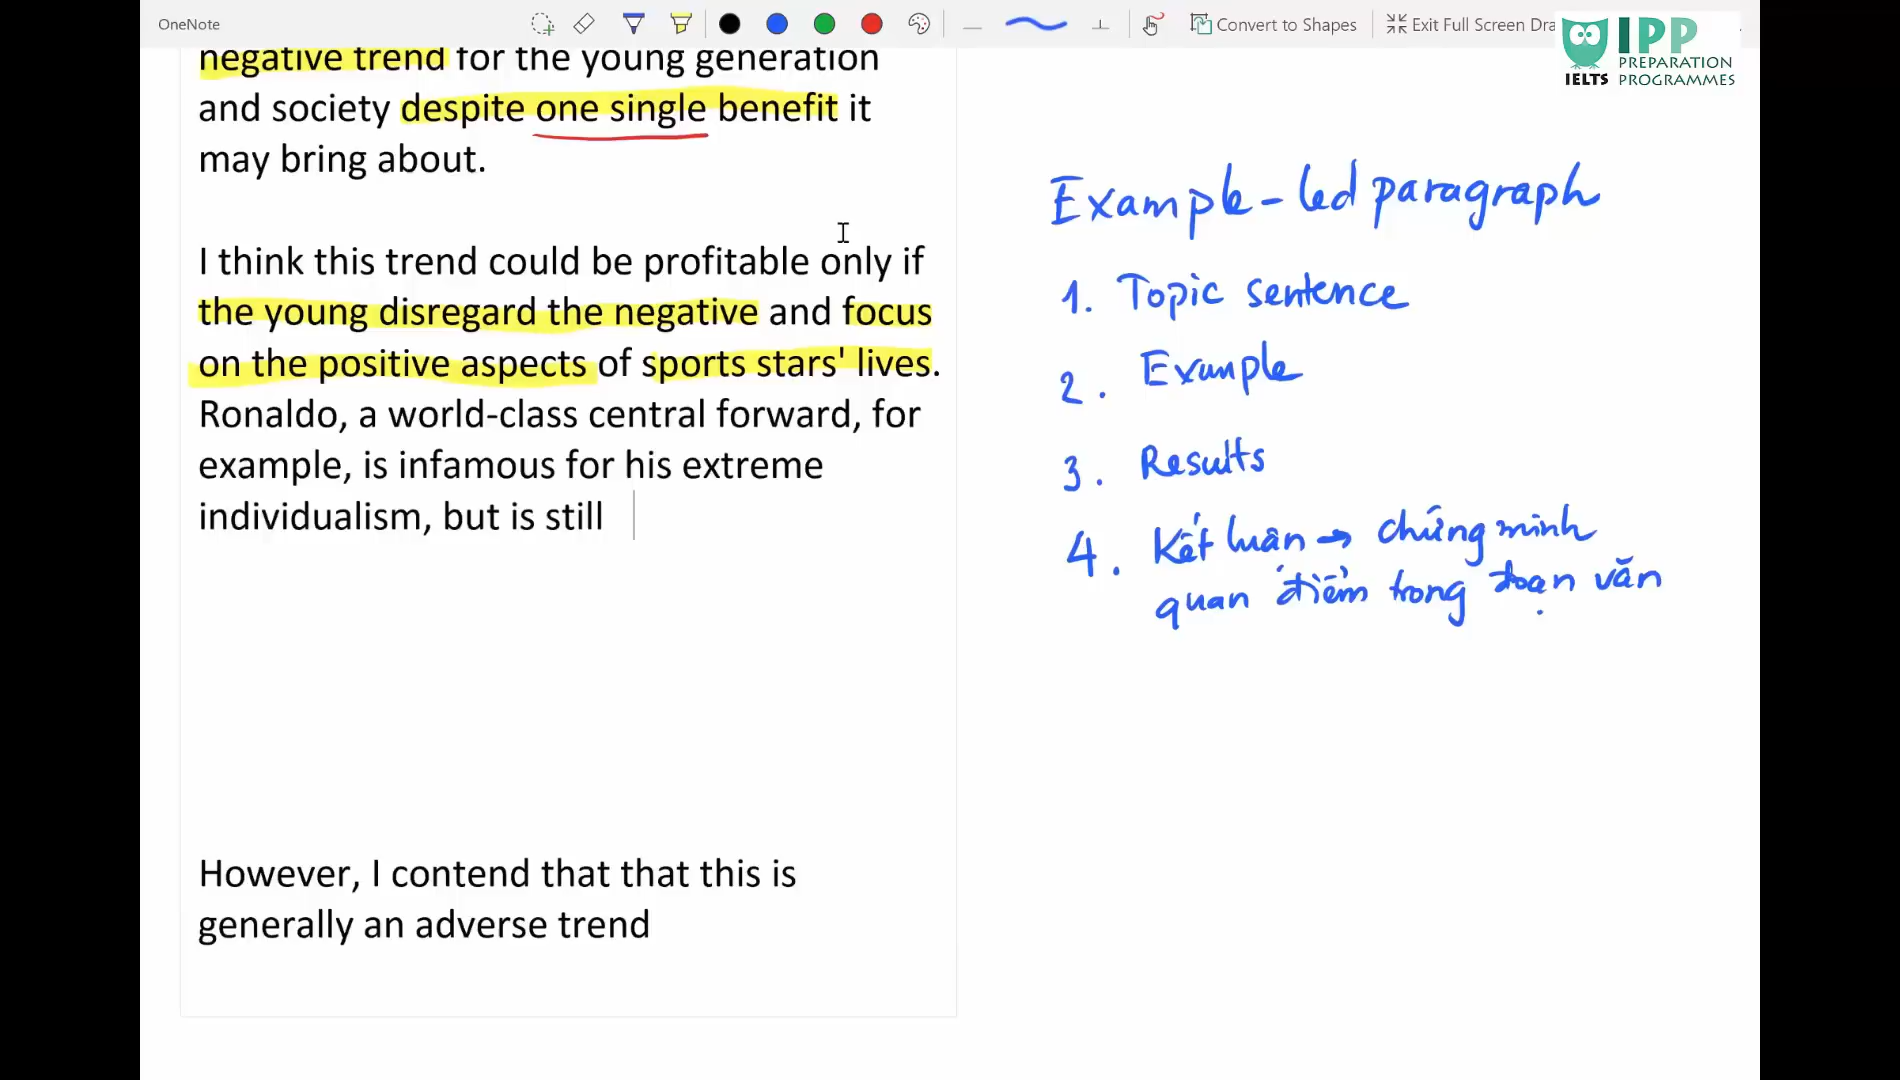 OneNote
Convert to Shapes
Exit Full Screen Dra
IPP
PREPARATION
IELTS PROGRAMMES
negative trend for the young generation
and society despite one single benefit it
may bring about.
I think this trend could be profitable only if
the young disregard the negative and focus
on the positive aspects of sports stars' lives.
Ronaldo, a world-class central forward, for
example, is infamous for his extreme
individualism, but is still
However, I contend that that this is
generally an adverse trend
Example-led paragraph
1. Topic sentence
2. Example
3. Results
4. Kết luận → chứng minh
quan điểm trong đoạn văn